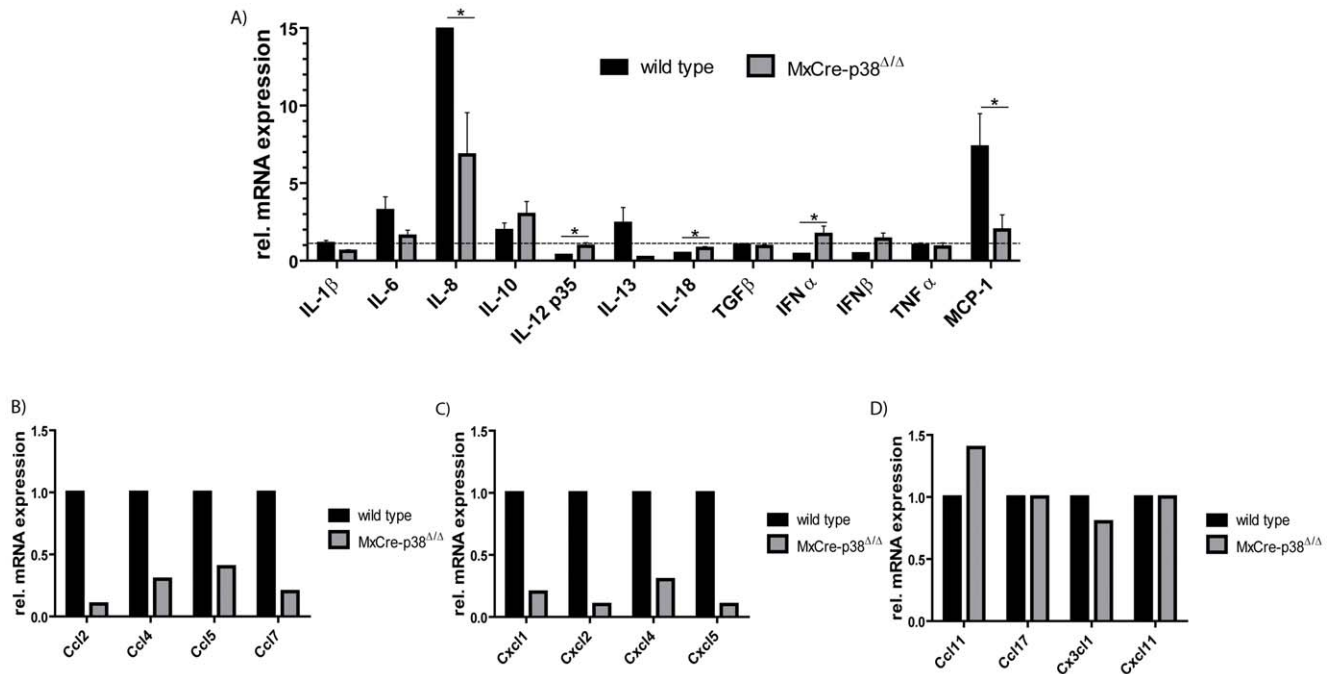 A)
rel. mRNA expression
15
10
5
0
wild type
MxCre-p38Δ/Δ
*
*
*
*
*
IL-1β
IL-6
IL-8
IL-10
IL-12 p35
IL-13
IL-18
TGFβ
IFN α
IFNβ
TNF α
MCP-1
B)
rel. mRNA expression
1.5
1.0
0.5
0.0
Ccl2
Ccl4
Ccl5
Ccl7
wild type
MxCre-p38Δ/Δ
C)
rel. mRNA expression
1.5
1.0
0.5
0.0
Cxcl1
Cxcl2
Cxcl4
Cxcl5
wild type
MxCre-p38Δ/Δ
D)
rel. mRNA expression
1.5
1.0
0.5
0.0
Ccl11
Ccl17
Cx3cl1
Cxcl11
wild type
MxCre-p38Δ/Δ